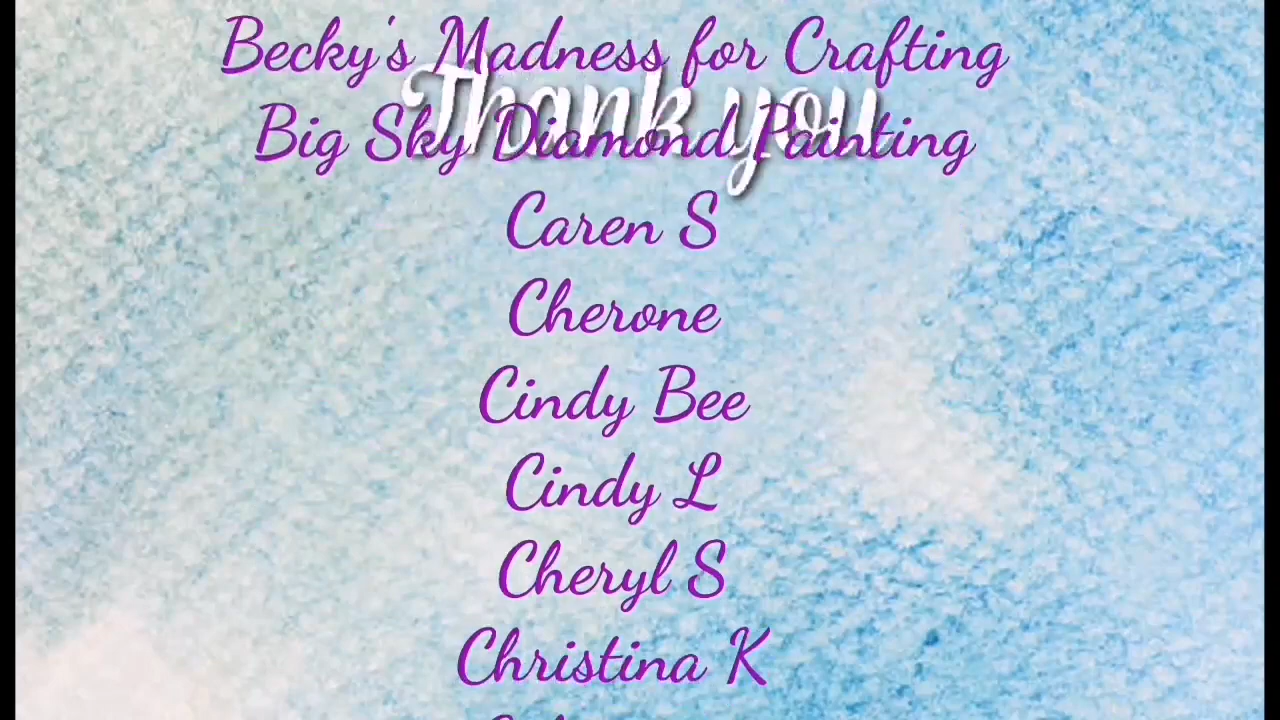 Becky's Madness for Crafting
Thank you
Big Sky Diamond Painting
Caren S
Cherone
Cindy Bee
Cindy L
Cheryl S
Christina K